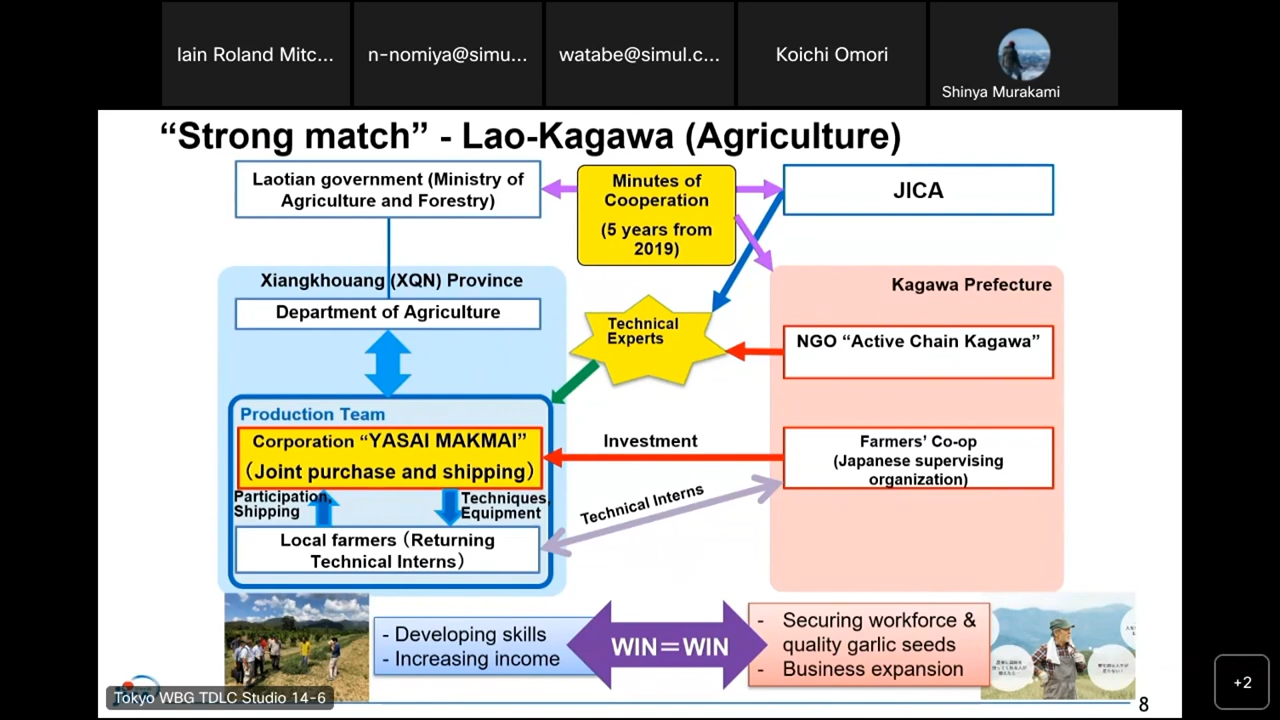 Iain Roland Mitc...
n-nomiya@simu...
watabe@simul.c...
Koichi Omori
Shinya Murakami
“Strong match” - Lao-Kagawa (Agriculture)
Laotian government (Ministry of
Agriculture and Forestry)
Minutes of
Cooperation
(5 years from
2019)
JICA
Xiangkhouang (XQN) Province
Department of Agriculture
Kagawa Prefecture
Technical
Experts
NGO “Active Chain Kagawa”
Production Team
Corporation “YASAI MAKMAI”
（Joint purchase and shipping）
Investment
Farmers’ Co-op
(Japanese supervising
organization)
Participation,
Shipping
Techniques,
Equipment
Technical Interns
Local farmers（Returning
Technical Interns）
- Developing skills
- Increasing income
WIN＝WIN
- Securing workforce &
quality garlic seeds
- Business expansion
Tokyo WBG TDLC Studio 14-6
8
+2